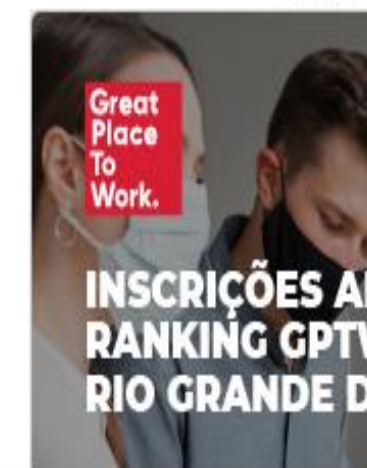 Great
Place
To
Work.
INSCRIÇÕES
RANKING
RIO GRANDE